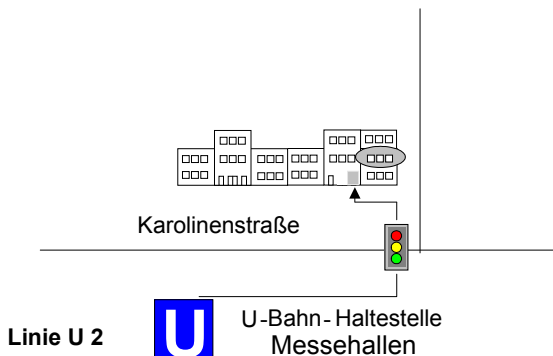 Karolinenstraße
U-Bahn-Haltestelle
Linie U 2
U
Messehallen